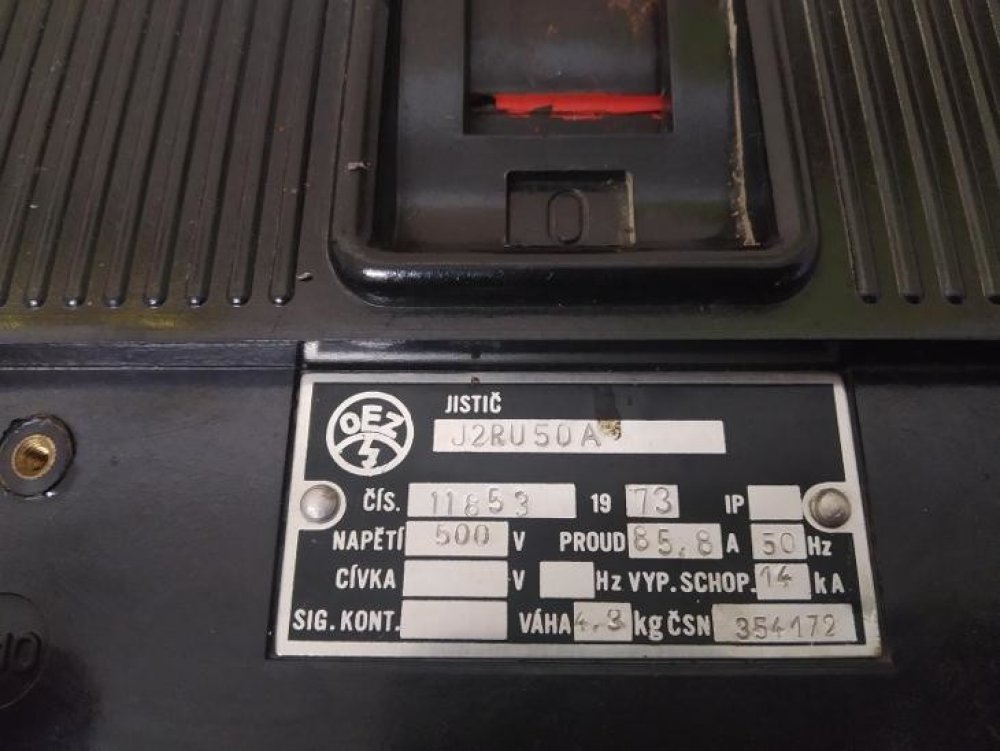 0
OEZ
JISTIČ
J2RU50A
ČÍS. 11853 1973 IP
NAPĚTÍ 500 V PROUD 85,8 A 50 Hz
CÍVKA V Hz VYP. SCHOP. 14 kA
SIG. KONT. VÁHA 4.3 kg ČSN 354172